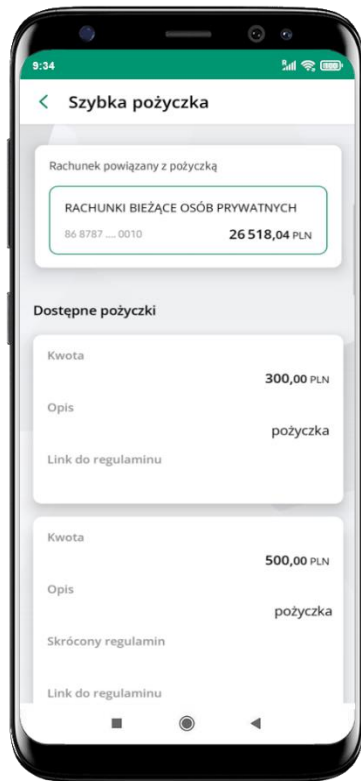 9:34
R
Szybka pożyczka
Rachunek powiązany z pożyczką
RACHUNKI BIEŻĄCE OSÓB PRYWATNYCH
86 8787 .... 0010 26 518,04 PLN
Dostępne pożyczki
Kwota
300,00 PLN
Opis
pożyczka
Link do regulaminu
Kwota
500,00 PLN
Opis
pożyczka
Skrócony regulamin
Link do regulaminu